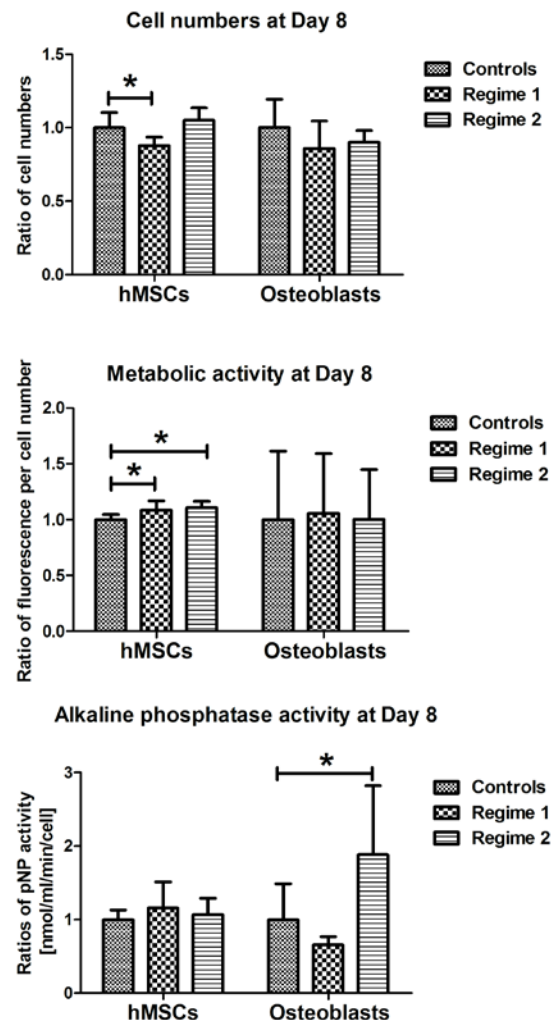 Cell numbers at Day 8
Ratio of cell numbers
1.5
1.0
0.5
0.0
*
hMSCs
Osteoblasts
Controls
Regime 1
Regime 2
Metabolic activity at Day 8
Ratio of fluorescence per cell number
2.0
1.5
1.0
0.5
0.0
*
*
hMSCs
Osteoblasts
Controls
Regime 1
Regime 2
Alkaline phosphatase activity at Day 8
Ratios of pNP activity
[nmol/ml/min/cell]
3
2
1
0
*
hMSCs
Osteoblasts
Controls
Regime 1
Regime 2